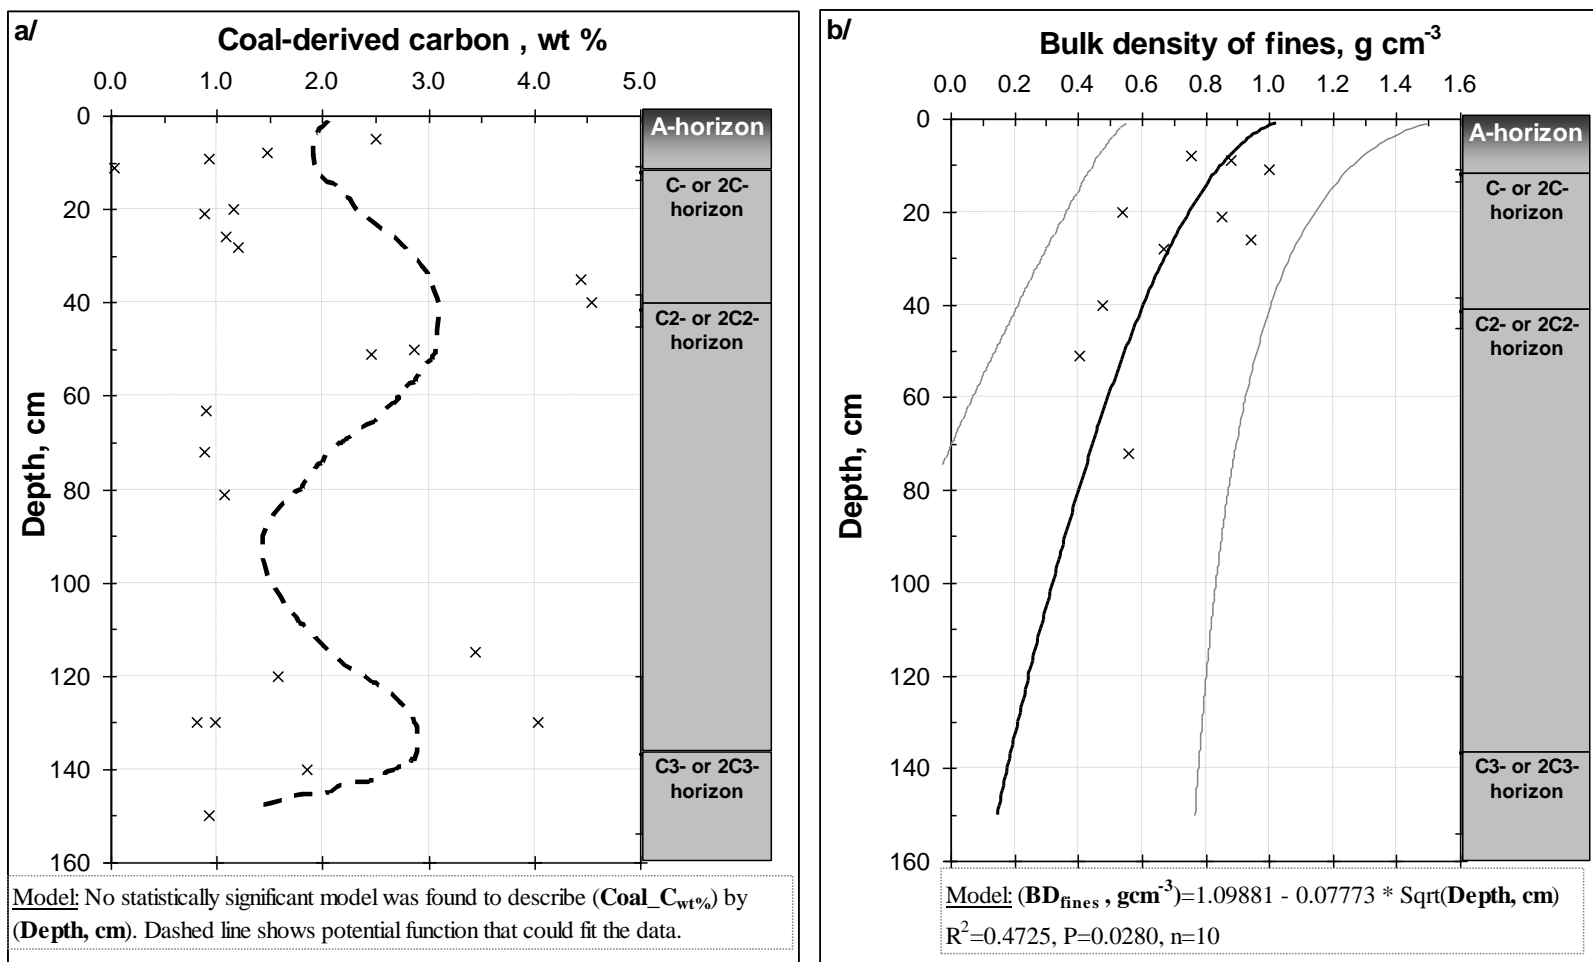 a/
Coal-derived carbon , wt %
0.0 1.0 2.0 3.0 4.0 5.0
0
20
40
60
80
100
120
140
160
Depth, cm
A-horizon
C- or 2C-
horizon
C2- or 2C2-
horizon
C3- or 2C3-
horizon
Model: No statistically significant model was found to describe (Coal_Cwt%) by
(Depth, cm). Dashed line shows potential function that could fit the data.
b/
Bulk density of fines, g cm-3
0.0 0.2 0.4 0.6 0.8 1.0 1.2 1.4 1.6
0
20
40
60
80
100
120
140
160
Depth, cm
A-horizon
C- or 2C-
horizon
C2- or 2C2-
horizon
C3- or 2C3-
horizon
Model: (BDfines , gcm-3)=1.09881 - 0.07773 * Sqrt(Depth, cm)
R2=0.4725, P=0.0280, n=10